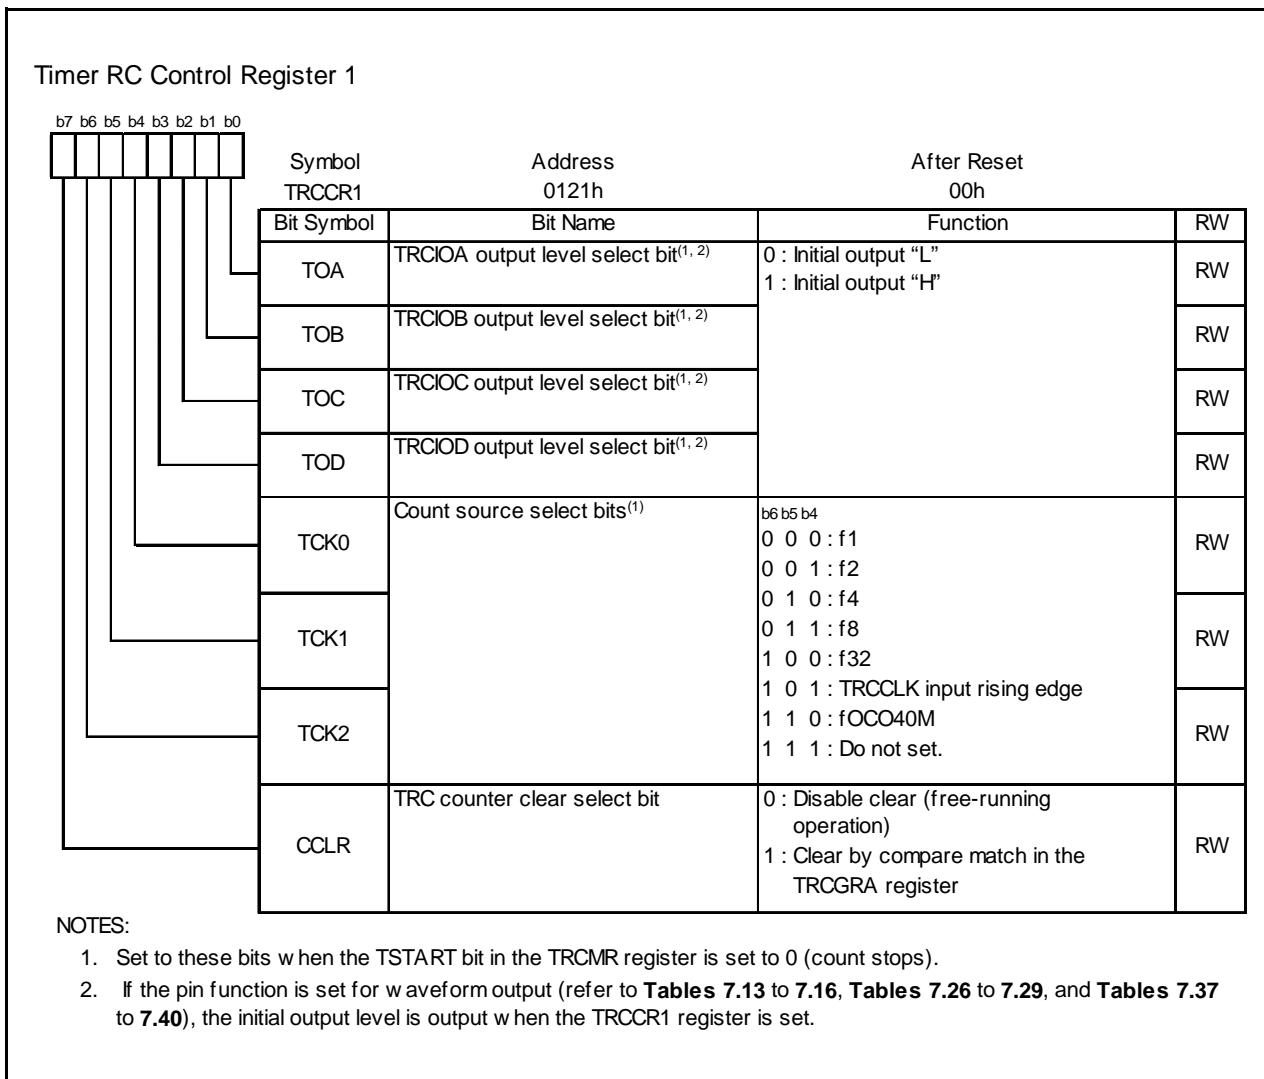 Timer RC Control Register 1
b7 b6 b5 b4 b3 b2 b1 b0
Symbol Address After Reset
TRCCR1 0121h 00h
Bit Symbol Bit Name Function RW
TOA TRCIOA output level select bit(1, 2) 0 : Initial output “L” RW
1 : Initial output “H”
TOB TRCIOB output level select bit(1, 2) RW
TOC TRCIOC output level select bit(1, 2) RW
TOD TRCIOD output level select bit(1, 2) RW
TCK0 Count source select bits(1) b6 b5 b4 RW
0 0 0 : f1
0 0 1 : f2
0 1 0 : f4
TCK1 0 1 1 : f8 RW
1 0 0 : f32
1 0 1 : TRCCLK input rising edge
TCK2 1 1 0 : fOCO40M RW
1 1 1 : Do not set.
CCLR TRC counter clear select bit 0 : Disable clear (free-running RW
operation)
1 : Clear by compare match in the
TRCGRA register
NOTES:
1. Set to these bits when the TSTART bit in the TRCMR register is set to 0 (count stops).
2. If the pin function is set for waveform output (refer to Tables 7.13 to 7.16, Tables 7.26 to 7.29, and Tables 7.37
to 7.40), the initial output level is output when the TRCCR1 register is set.